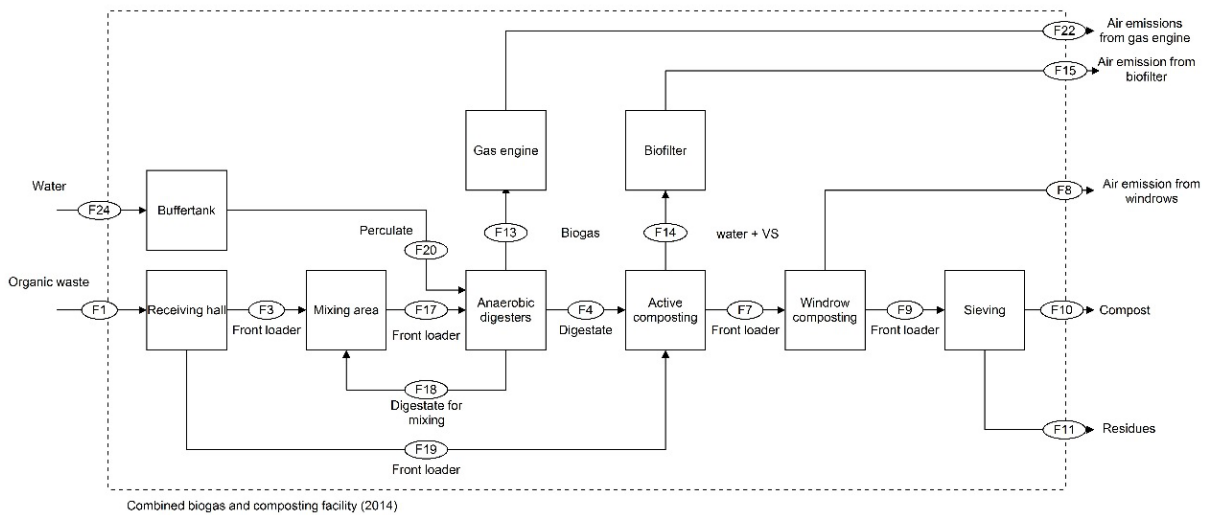 F22
Air emissions
from gas engine
F15
Air emission from
biofilter
Gas engine
Biofilter
Water
F24
Buffertank
F8
Air emission from
windrows
Perculate
F20
F13
Biogas
F14
water + VS
Organic waste
F1
Receiving hall
F3
Front loader
Mixing area
F17
Front loader
Anaerobic
digesters
F4
Digestate
Active
composting
F7
Front loader
Windrow
composting
F9
Front loader
Sieving
F10
Compost
F18
Digestate for
mixing
F19
Front loader
F11
Residues
Combined biogas and composting facility (2014)